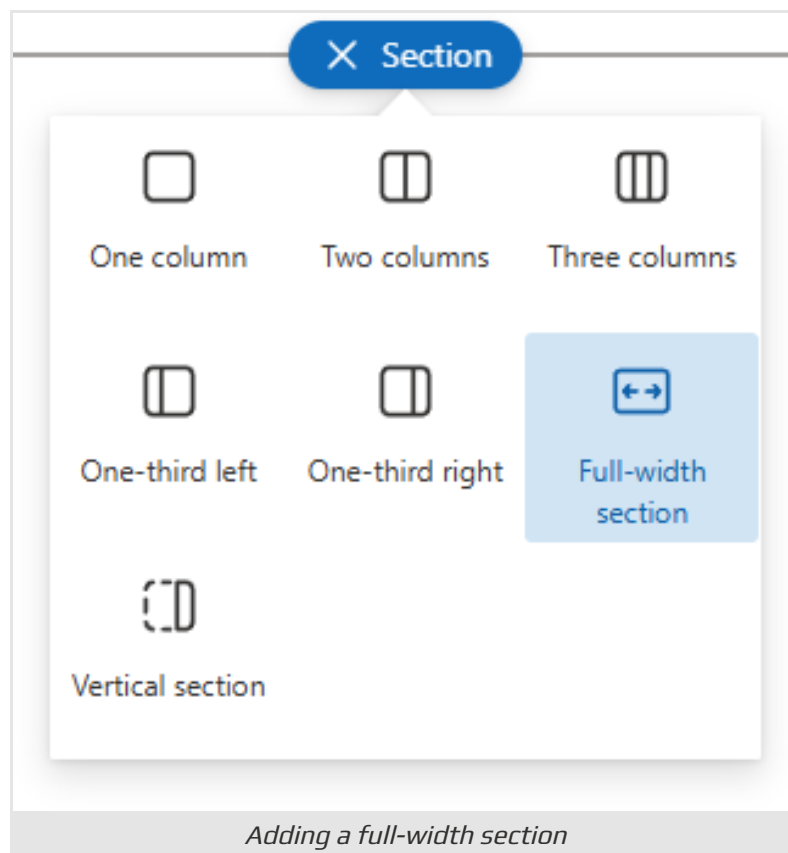 Section
One column
Two columns
Three columns
One-third left
One-third right
Full-width
section
Vertical section
Adding a full-width section